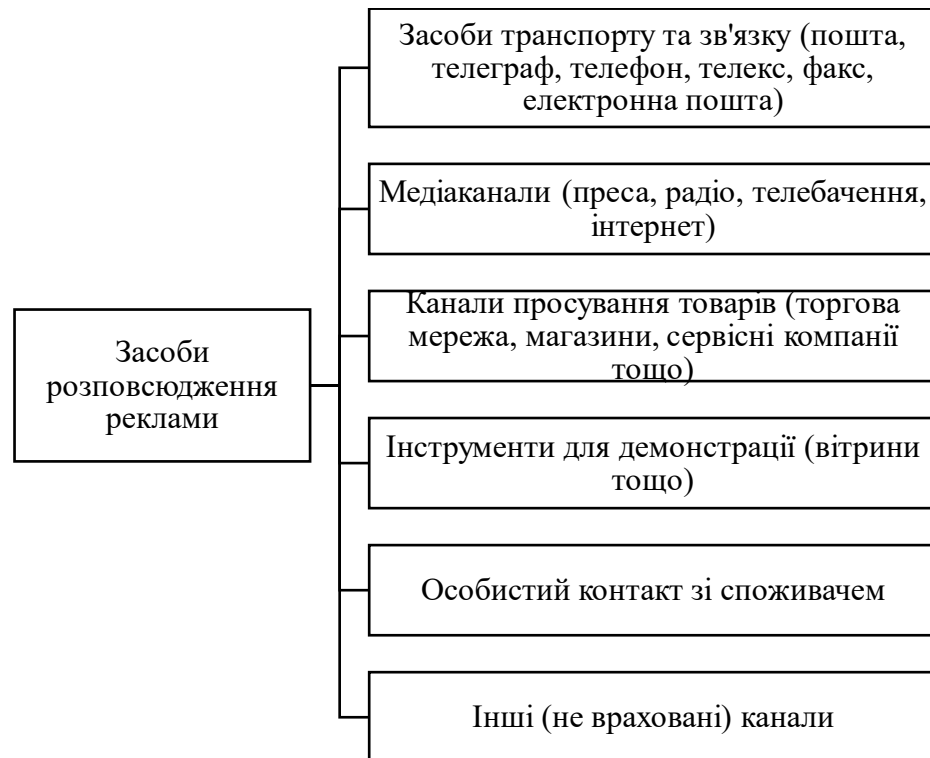 Засоби транспорту та зв'язку (пошта,
телеграф, телефон, телекс, факс,
електронна пошта)
Медіаканали (преса, радіо, телебачення,
інтернет)
Канали просування товарів (торгова
мережа, магазини, сервісні компанії
тощо)
Засоби
розповсюдження
реклами
Інструменти для демонстрації (вітрини
тощо)
Особистий контакт зі споживачем
Інші (не враховані) канали